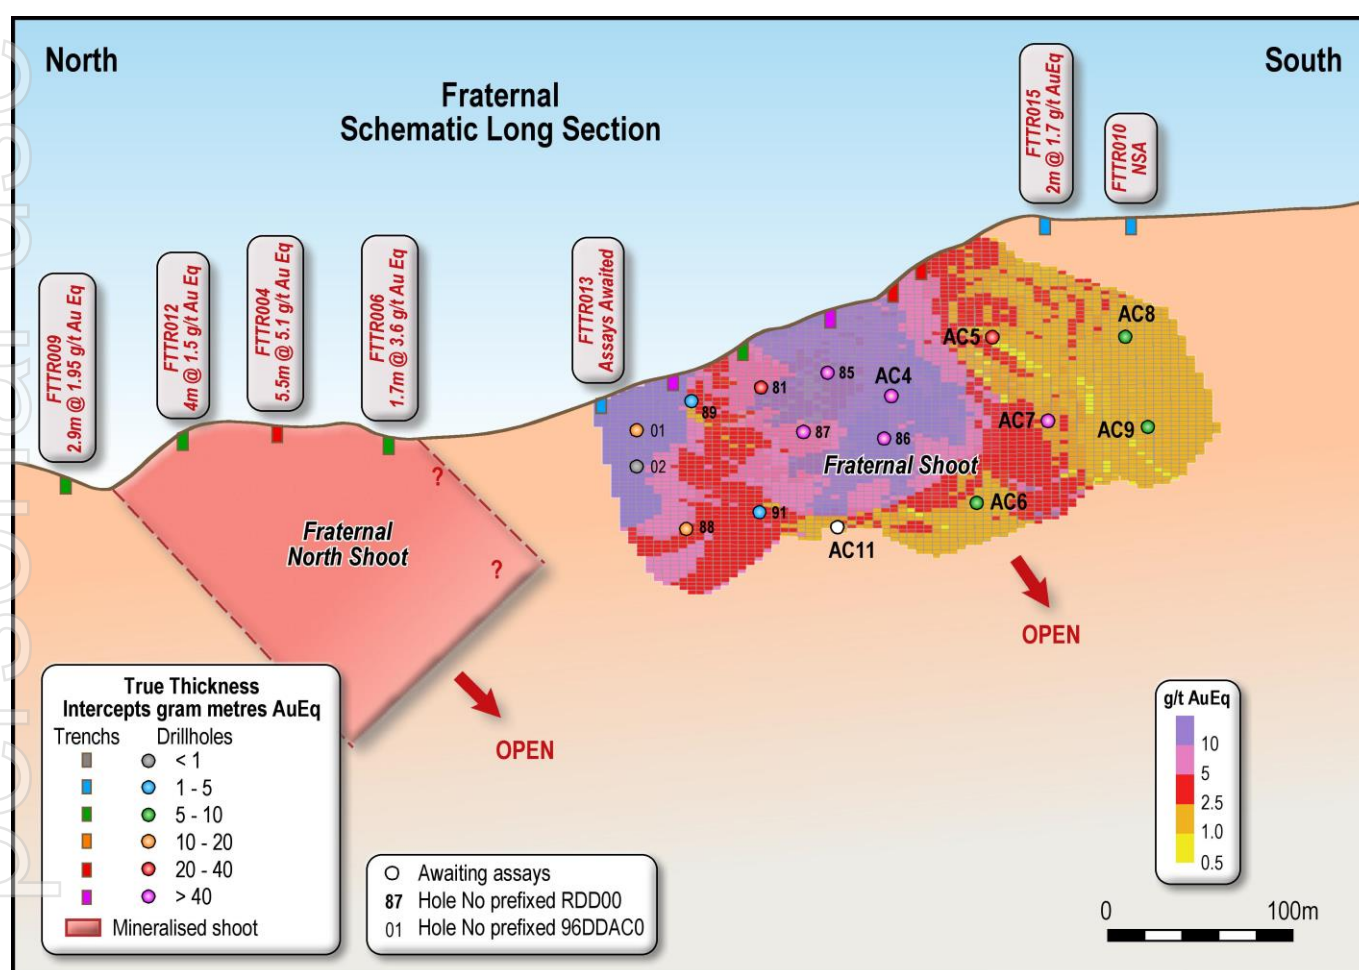 North
South
Fraternal
Schematic Long Section
FTTR009
2.9m @ 1.95 g/t Au Eq
FTTR012
4m @ 1.5 g/t Au Eq
FTTR004
5.5m @ 5.1 g/t Au Eq
FTTR006
1.7m @ 3.6 g/t Au Eq
FTTR013
Assays Awaited
FTTR015
2m @ 1.7 g/t AuEq
FTTR010
NSA
AC5
AC8
85
AC4
81
89
01
87
86
AC7
AC9
02
Fraternal Shoot
AC6
91
88
AC11
?
Fraternal
North Shoot
?
OPEN
OPEN
True Thickness
Intercepts gram metres AuEq
Trenchs Drillholes
< 1
1 - 5
5 - 10
10 - 20
20 - 40
> 40
Mineralised shoot
Awaiting assays
87 Hole No prefixed RDD00
01 Hole No prefixed 96DDAC0
g/t AuEq
10
5
2.5
1.0
0.5
0 100m